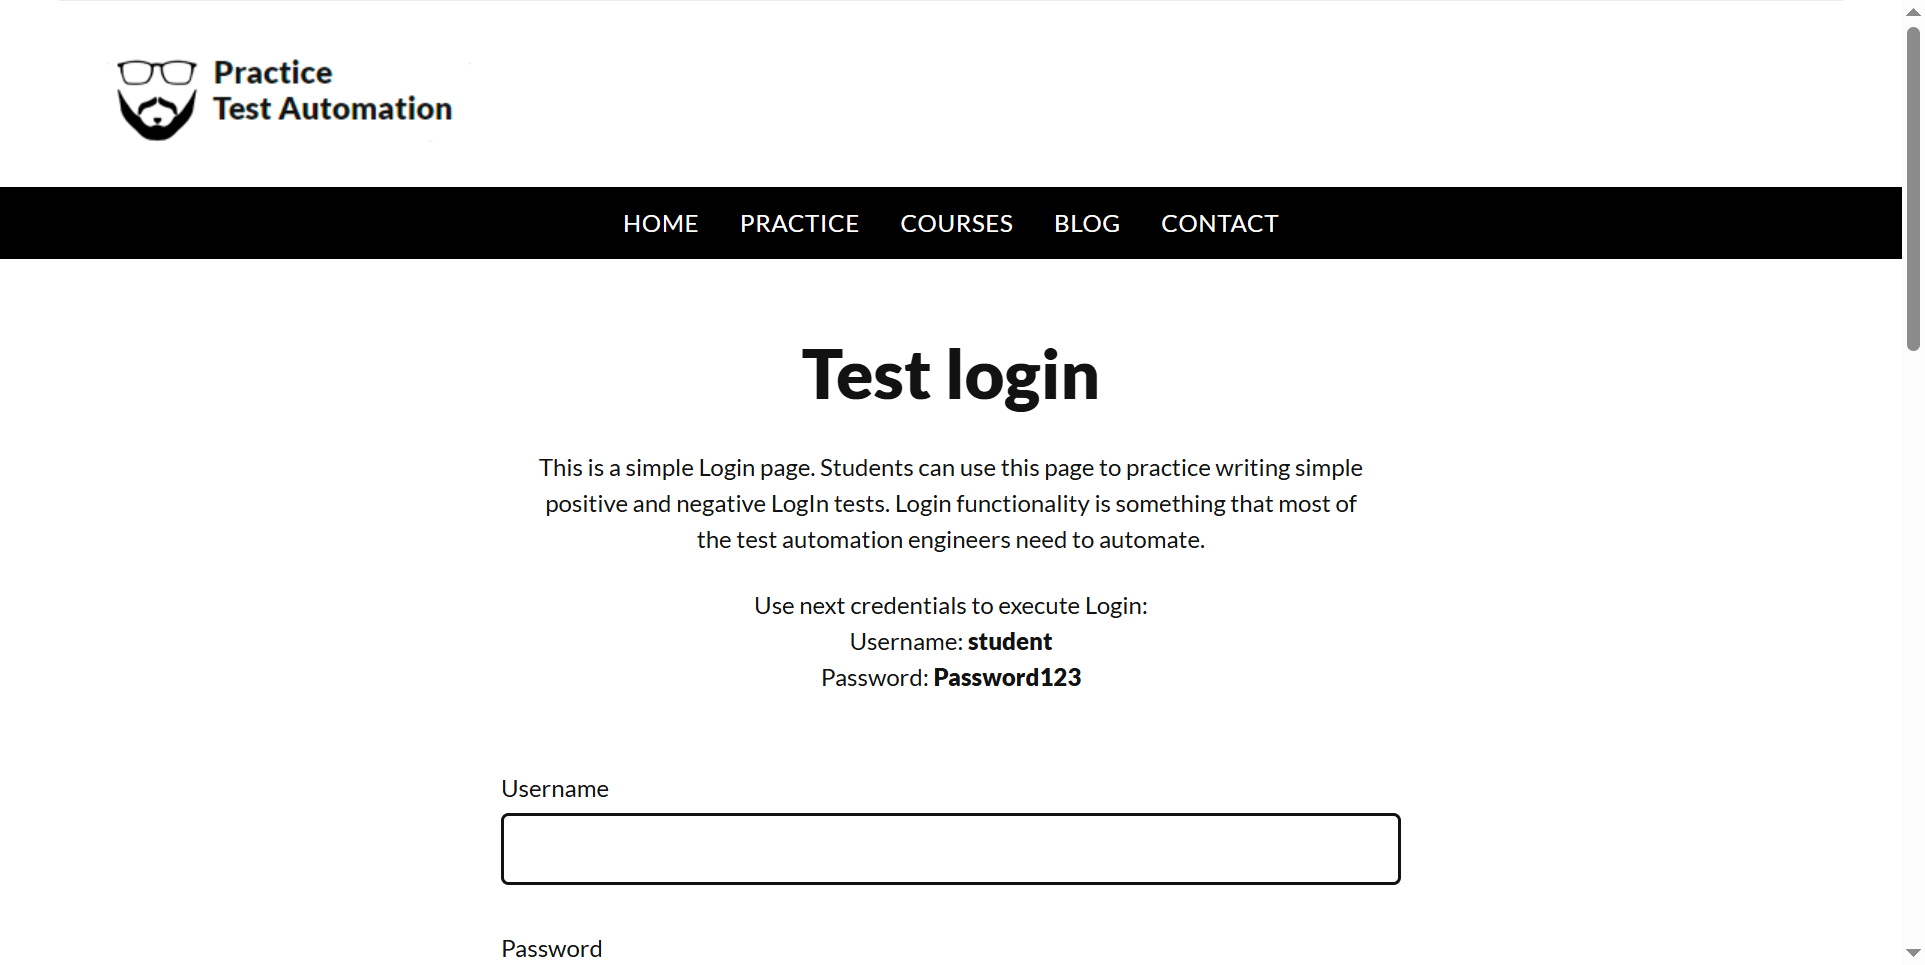 Practice
Test Automation
HOME PRACTICE COURSES BLOG CONTACT
Test login
This is a simple Login page. Students can use this page to practice writing simple
positive and negative LogIn tests. Login functionality is something that most of
the test automation engineers need to automate.
Use next credentials to execute Login:
Username: student
Password: Password123
Username
Password